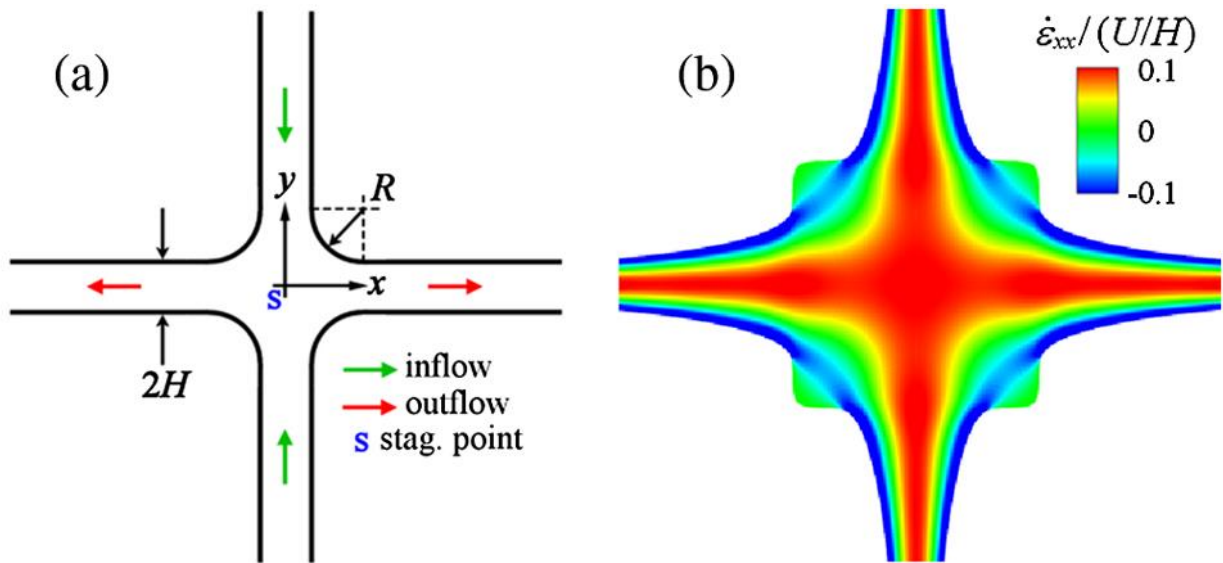 (a)
R
y
x
S
2H
inflow
outflow
S stag. point
(b)
ε̇xx / (U/H)
0.1
0
-0.1